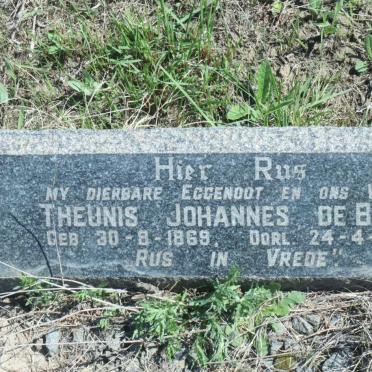 Hier Rus
MY DIERBARE EGGENOOT EN ONS V
THEUNIS JOHANNES DE B
GEB. 30-8-1869. OORL. 24-4
RUS IN VREDE"